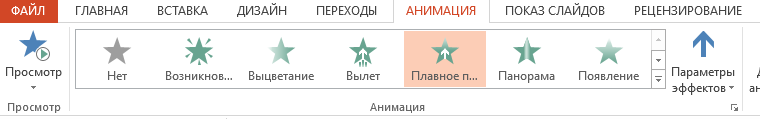 ФАЙЛ ГЛАВНАЯ ВСТАВКА ДИЗАЙН ПЕРЕХОДЫ АНИМАЦИЯ ПОКАЗ СЛАЙДОВ РЕЦЕНЗИРОВАНИЕ
Просмотр Нет Возникнов... Выцветание Вылет Плавное п... Панорама Появление Параметры
эффектов
Просмотр Анимация